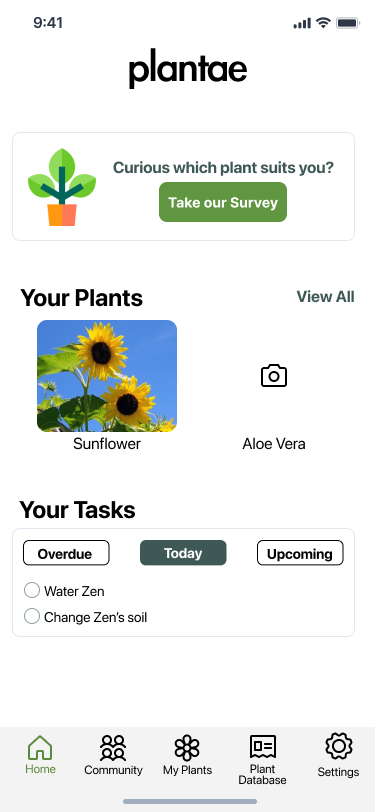 9:41
plantae
Curious which plant suits you?
Take our Survey
Your Plants
View All
Sunflower
Aloe Vera
Your Tasks
Overdue
Today
Upcoming
Water Zen
Change Zen's soil
Home
Community
My Plants
Plant
Database
Settings